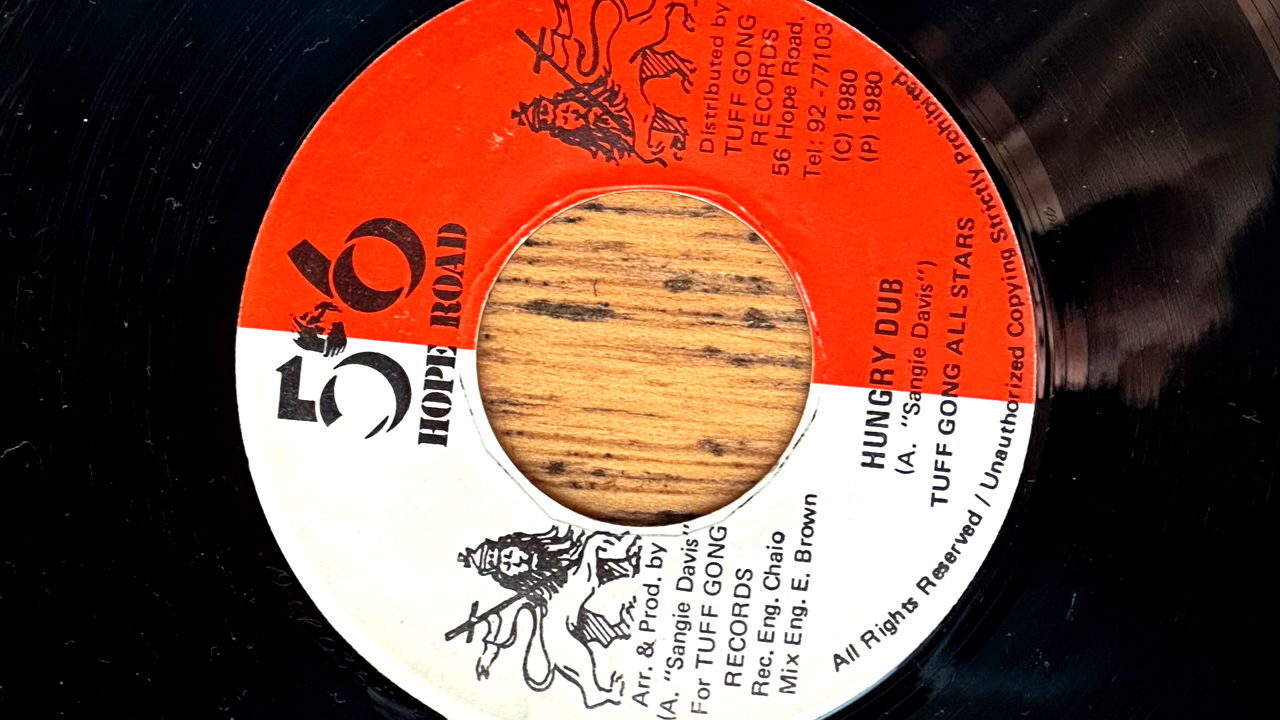 56
HOPE ROAD
Arr. & Prod. by
(A. "Sangie Davis"
For TUFF GONG
RECORDS
Rec. Eng. Chaio
Mix Eng. E. Brown
Distributed by
TUFF GONG
RECORDS
56 Hope Road.
Tel: 92-77103
(C) 1980
(P) 1980
HUNGRY DUB
(A. "Sangie Davis")
TUFF GONG ALL STARS
All Rights Reserved / Unauthorized Copying Strictly Prohibited.